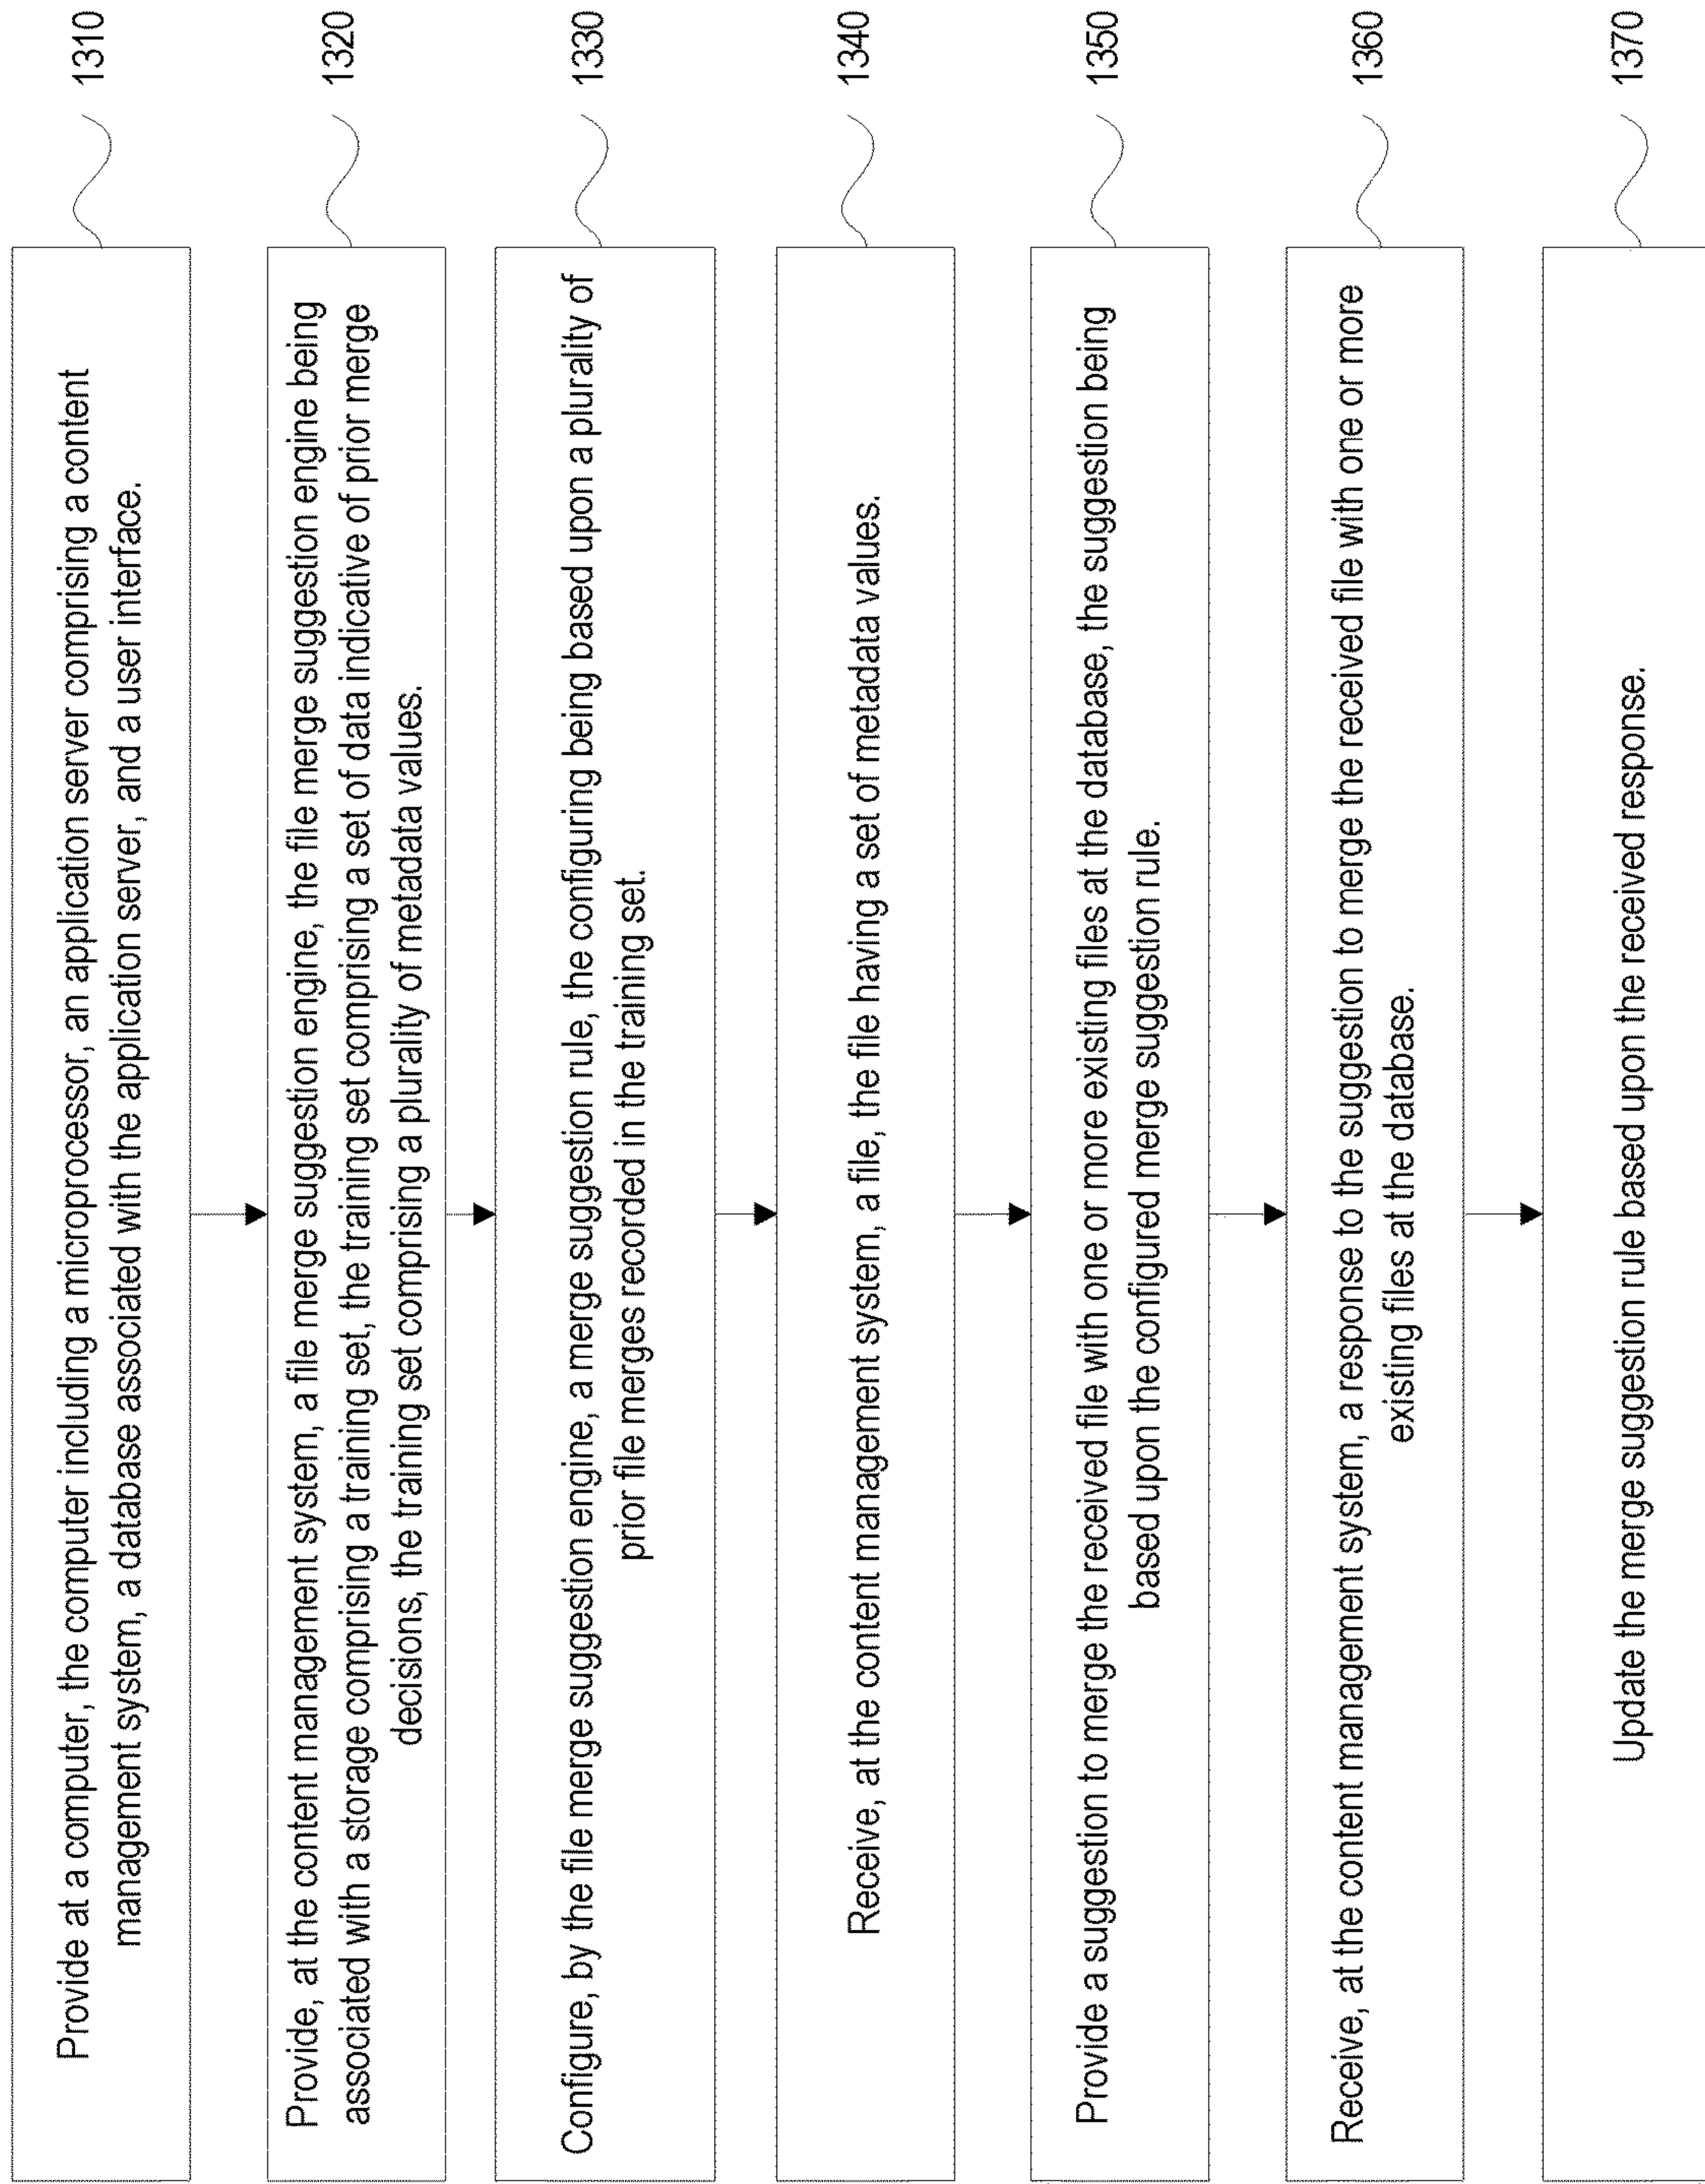 Provide at a computer, the computer including a microprocessor, an application server comprising a content
management system, a database associated with the application server, and a user interface.
1310
Provide, at the content management system, a file merge suggestion engine, the file merge suggestion engine being
associated with a storage comprising a training set, the training set comprising a set of data indicative of prior merge
decisions, the training set comprising a plurality of metadata values.
1320
Configure, by the file merge suggestion engine, a merge suggestion rule, the configuring being based upon a plurality of
prior file merges recorded in the training set.
1330
Receive, at the content management system, a file, the file having a set of metadata values.
1340
Provide a suggestion to merge the received file with one or more existing files at the database, the suggestion being
based upon the configured merge suggestion rule.
1350
Receive, at the content management system, a response to the suggestion to merge the received file with one or more
existing files at the database.
1360
Update the merge suggestion rule based upon the received response.
1370